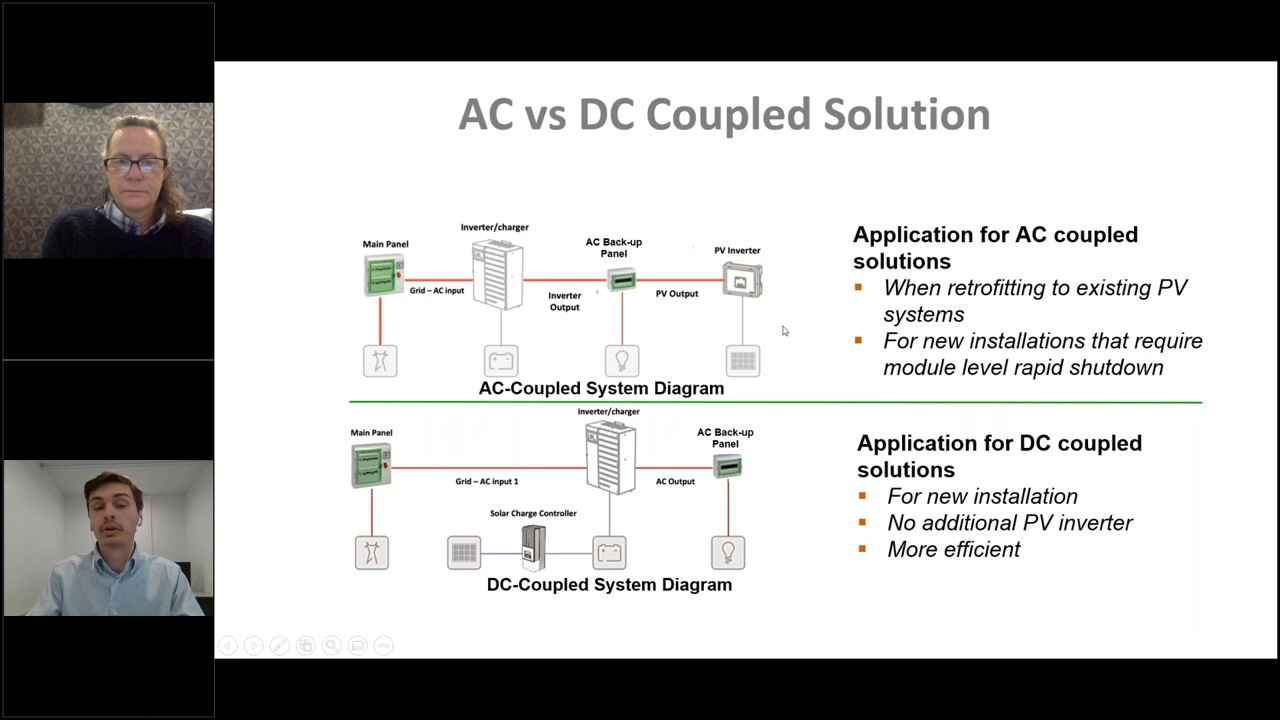 AC vs DC Coupled Solution
Inverter/charger
Main Panel
AC Back-up
Panel
PV Inverter
Grid – AC input
Inverter
Output
PV Output
AC-Coupled System Diagram
Application for AC coupled
solutions
When retrofitting to existing PV
systems
For new installations that require
module level rapid shutdown
Inverter/charger
Main Panel
AC Back-up
Panel
Grid – AC input 1
AC Output
Solar Charge Controller
DC-Coupled System Diagram
Application for DC coupled
solutions
For new installation
No additional PV inverter
More efficient